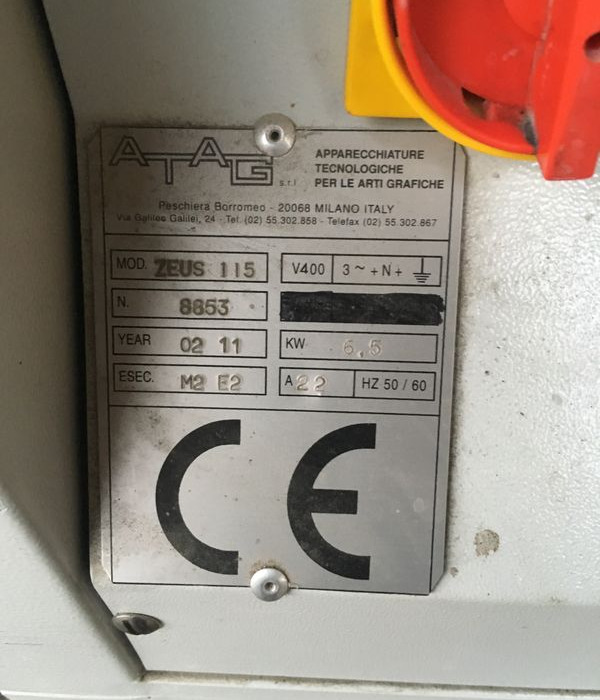 ATAG s.r.l
APPARECCHIATURE
TECNOLOGICHE
PER LE ARTI GRAFICHE
Peschiera Borromeo - 20068 MILANO ITALY
Via Galileo Galilei, 24 - Tel. (02) 55.302.858 - Telefax (02) 55.302.867
MOD. ZEUS 115
V400 3 ~ + N + ⏚
N. 8853
YEAR 02 11
KW 6,5
ESEC. M2 E2
A 22 HZ 50 / 60
CE